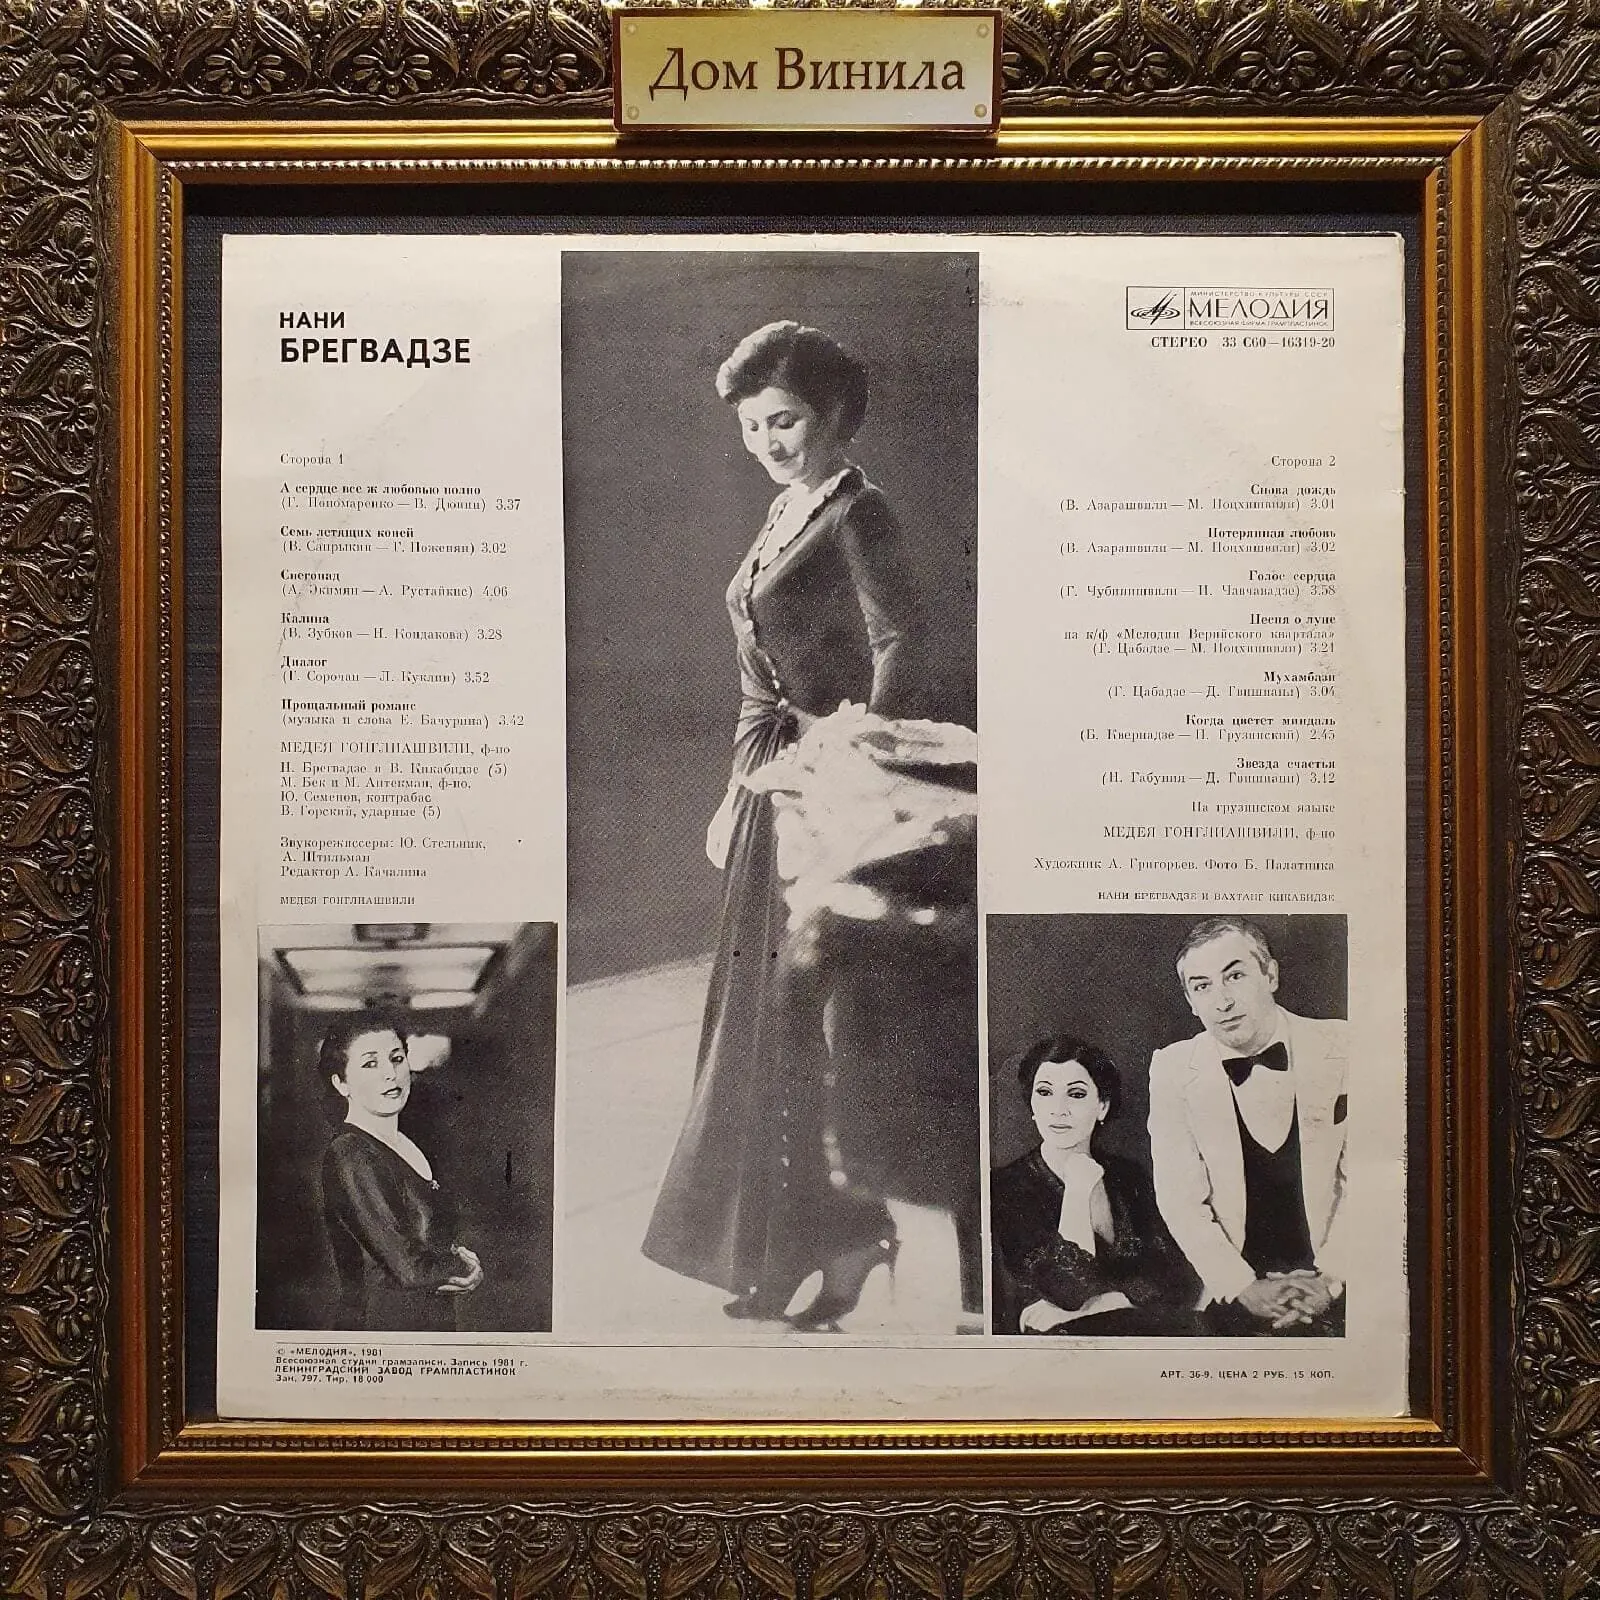 Дом Винила
НАНИ
БРЕГВАДЗЕ
МИНИСТЕРСТВО КУЛЬТУРЫ СССР
МЕЛОДИЯ
ВСЕСОЮЗНАЯ ФИРМА ГРАМПЛАСТИНОК
СТЕРЕО 33 С60—16319-20
Сторона 1
А сердце все ж любовью полно
(Г. Пономаренко — В. Дюнин) 3.37
Семь летящих коней
(В. Сапрыкин — Г. Поженян) 3.02
Снегопад
(А. Экимян — А. Рустайкис) 4.06
Калина
(В. Зубков — Н. Кондакова) 3.28
Диалог
(Г. Сорочан — Л. Куклин) 3.52
Прощальный романс
(музыка и слова Е. Бачурина) 3.42
МЕДЕЯ ГОНГЛИАШВИЛИ, ф-но
Н. Брегвадзе и В. Кикабидзе (5)
М. Бек и М. Аптекман, ф-но,
Ю. Семенов, контрабас
В. Горский, ударные (5)
Звукорежиссеры: Ю. Стельник,
А. Штильман
Редактор А. Качалина
МЕДЕЯ ГОНГЛИАШВИЛИ
Сторона 2
Снова дождь
(В. Азарашвили — М. Поцхишвили) 3.01
Потерянная любовь
(В. Азарашвили — М. Поцхишвили) 3.02
Голос сердца
(Г. Чубинишвили — И. Чавчавадзе) 3.58
Песня о луне
из к/ф «Мелодии Верийского квартала»
(Г. Цабадзе — М. Поцхишвили) 3.21
Мухамбази
(Г. Цабадзе — Д. Гвишиани) 3.04
Когда цветет миндаль
(Б. Квернадзе — П. Грузинский) 2.45
Звезда счастья
(Н. Габуния — Д. Гвишиани) 3.12
На грузинском языке
МЕДЕЯ ГОНГЛИАШВИЛИ, ф-но
Художник А. Григорьев. Фото Б. Палатника
НАНИ БРЕГВАДЗЕ И ВАХТАНГ КИКАБИДЗЕ
© «МЕЛОДИЯ», 1981
Всесоюзная студия грамзаписи. Запись 1981 г.
ЛЕНИНГРАДСКИЙ ЗАВОД ГРАМПЛАСТИНОК
Зак. 797. Тир. 18 000
АРТ. 36-9. ЦЕНА 2 РУБ. 15 КОП.